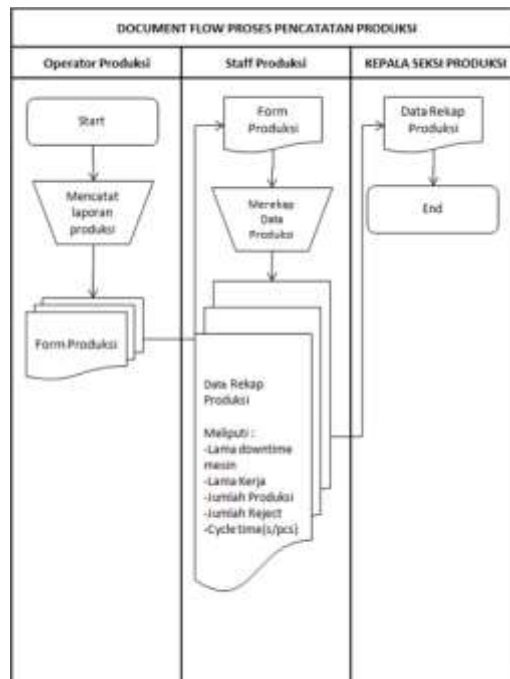 DOCUMENT FLOW PROSES PENCATATAN PRODUKSI
Operator Produksi
Staff Produksi
KEPALA SEKSI PRODUKSI
Start
Mencatat
laporan
produksi
Form Produksi
Form
Produksi
Merekap
Data
Produksi
Data Rekap
Produksi
Meliputi :
-Lama downtime
mesin
-Lama Kerja
-Jumlah Produksi
-Jumlah Reject
-Cycle time(s/pcs)
Data Rekap
Produksi
End